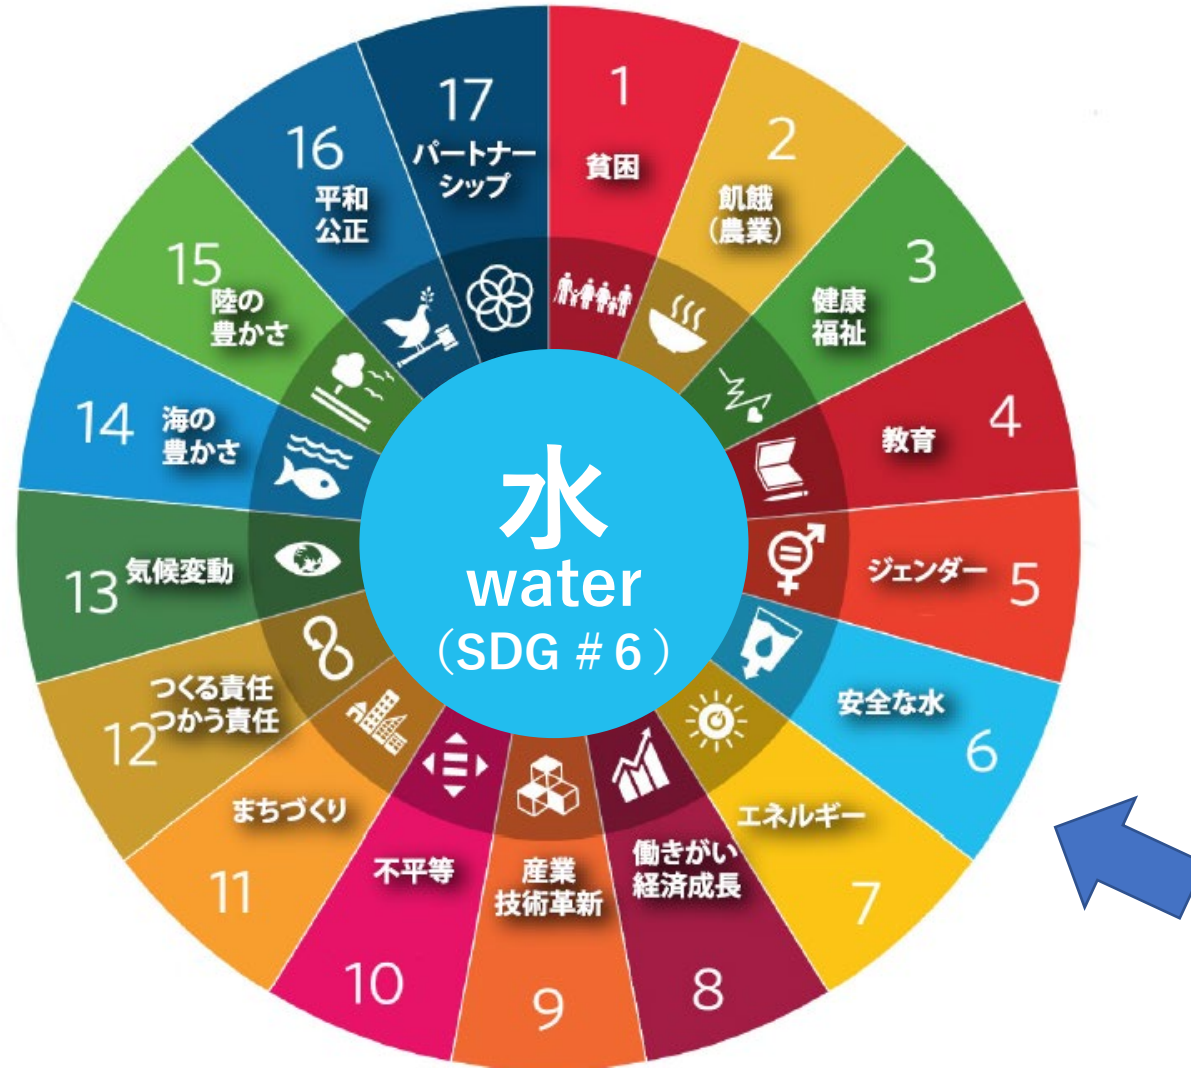 水
water
（SDG #6）
1
貧困
2
飢餓
（農業）
3
健康
福祉
4
教育
5
ジェンダー
6
安全な水
7
エネルギー
8
働きがい
経済成長
9
産業
技術革新
10
不平等
11
まちづくり
12
つくる責任
つかう責任
13
気候変動
14
海の
豊かさ
15
陸の
豊かさ
16
平和
公正
17
パートナー
シップ